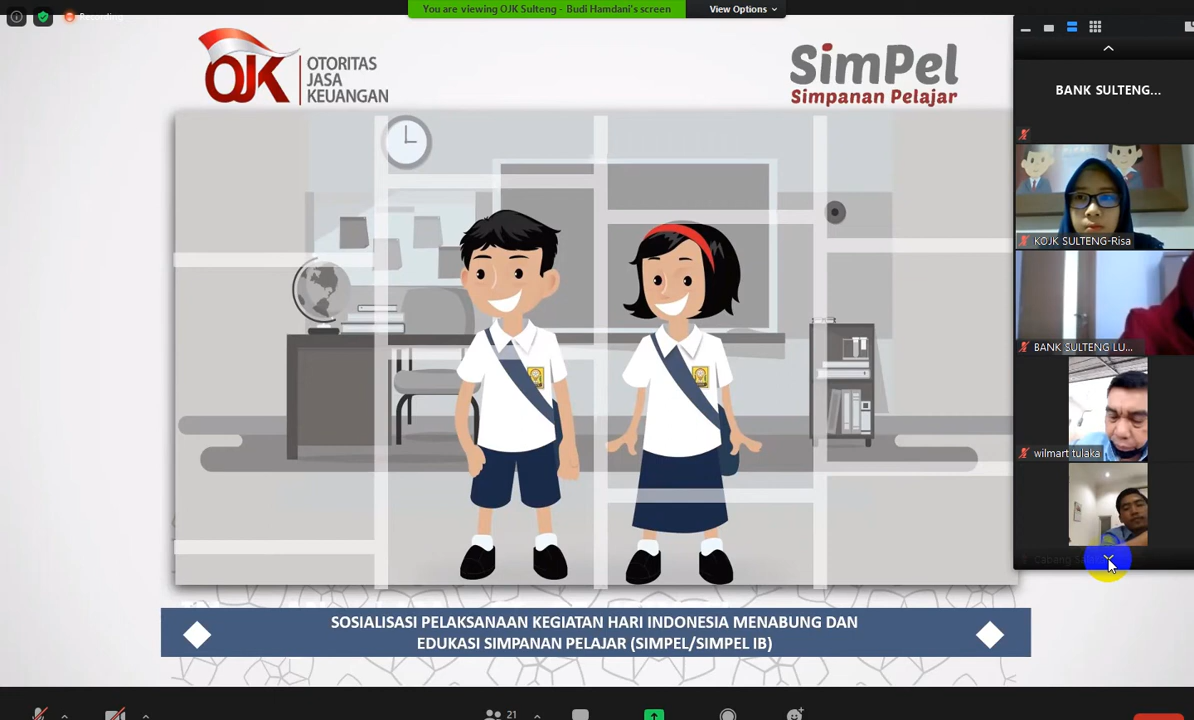 Recording
You are viewing OJK Sulteng - Budi Hamdani's screen
View Options
OJK
OTORITAS
JASA
KEUANGAN
SimPel
Simpanan Pelajar
BANK SULTENG...
KOJK SULTENG-Risa
BANK SULTENG LU...
wilmart tulaka
SOSIALISASI PELAKSANAAN KEGIATAN HARI INDONESIA MENABUNG DAN
EDUKASI SIMPANAN PELAJAR (SIMPEL/SIMPEL IB)
21